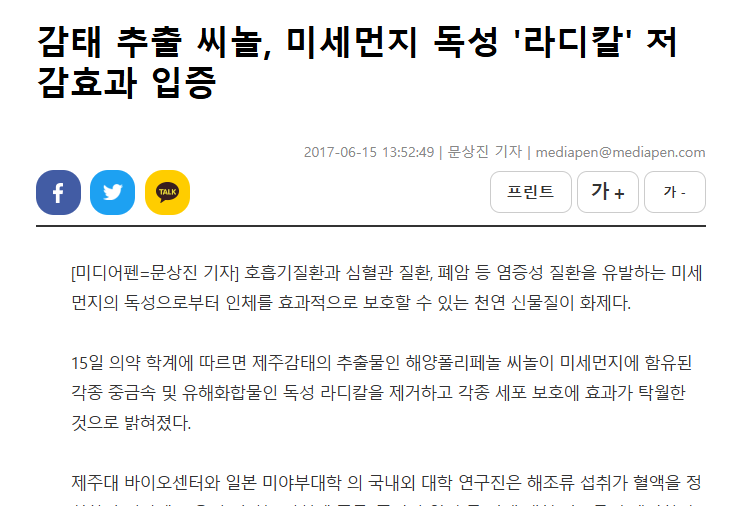 감태 추출 씨놀, 미세먼지 독성 '라디칼' 저
감효과 입증
2017-06-15 13:52:49 | 문상진 기자 | mediapen@mediapen.com
f
TALK
프린트
가 +
가 -
[미디어펜=문상진 기자] 호흡기질환과 심혈관 질환, 폐암 등 염증성 질환을 유발하는 미세
먼지의 독성으로부터 인체를 효과적으로 보호할 수 있는 천연 신물질이 화제다.
15일 의약 학계에 따르면 제주감태의 추출물인 해양폴리페놀 씨놀이 미세먼지에 함유된
각종 중금속 및 유해화합물인 독성 라디칼을 제거하고 각종 세포 보호에 효과가 탁월한
것으로 밝혀졌다.
제주대 바이오센터와 일본 미야부대학 의 국내외 대학 연구진은 해조류 섭취가 혈액을 정